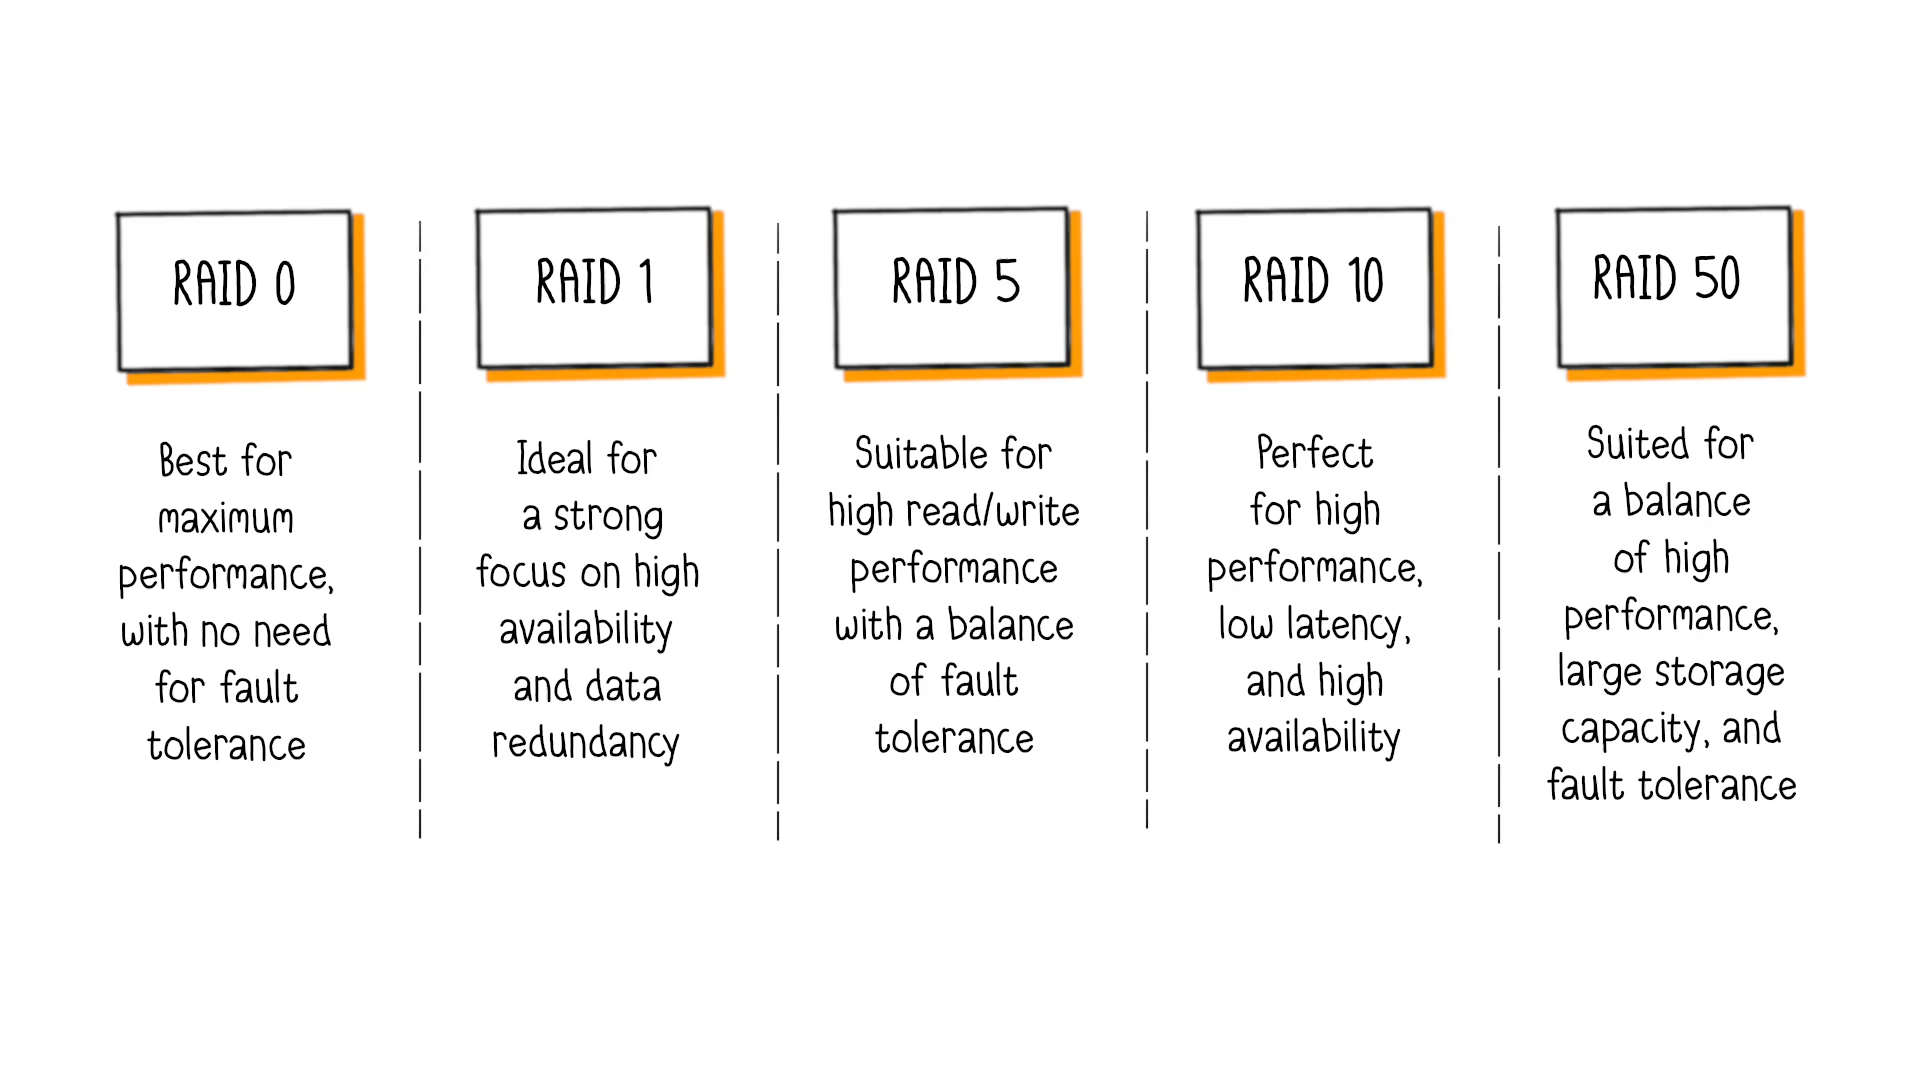 RAID 0
Best for
maximum
performance,
with no need
for fault
tolerance
RAID 1
Ideal for
a strong
focus on high
availability
and data
redundancy
RAID 5
Suitable for
high read/write
performance
with a balance
of fault
tolerance
RAID 10
Perfect
for high
performance,
low latency,
and high
availability
RAID 50
Suited for
a balance
of high
performance,
large storage
capacity, and
fault tolerance